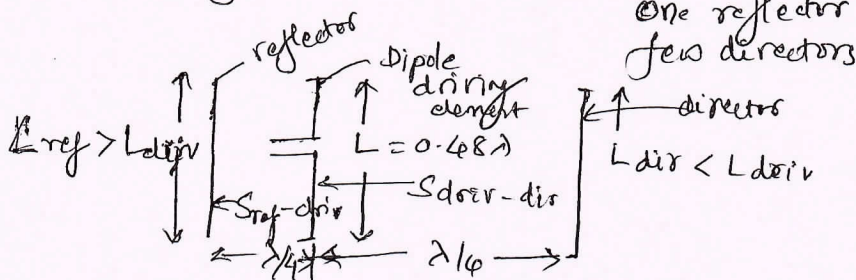 One reflector
few directors
reflector
Dipole
driving
element
director
Lref > Ldriv
L = 0.48λ
Ldir < Ldriv
Sref-driv
Sdriv-dir
λ/4
λ/4